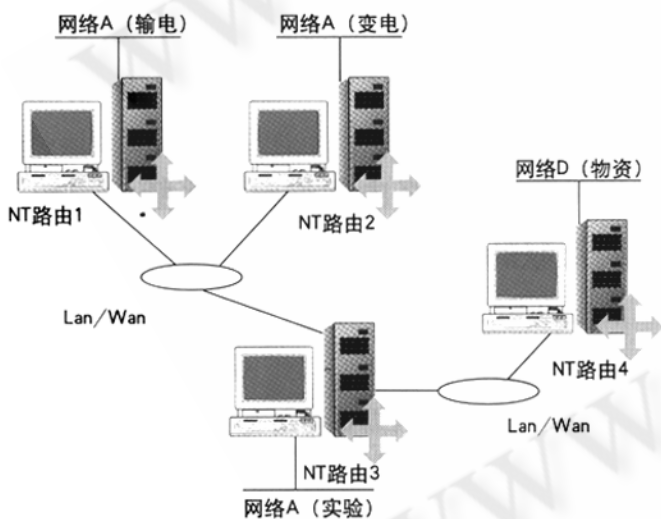 网络A（输电）
网络A（变电）
NT路由1
NT路由2
网络D（物资）
Lan/Wan
NT路由4
Lan/Wan
NT路由3
网络A（实验）